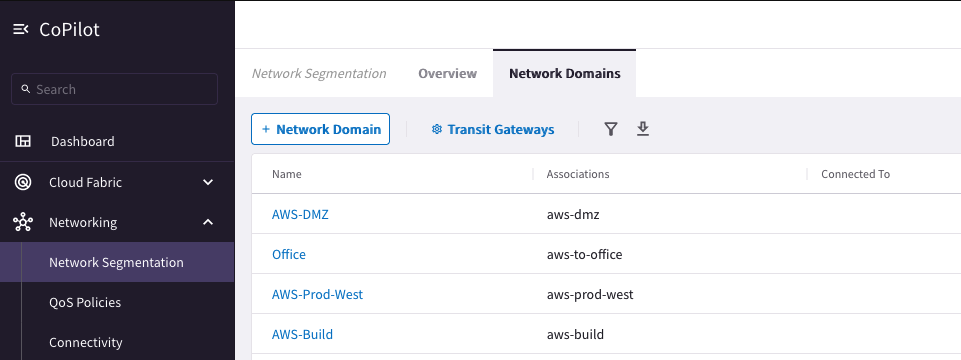 CoPilot
Search
Dashboard
Cloud Fabric
Networking
Network Segmentation
QoS Policies
Connectivity
Network Segmentation Overview Network Domains
+ Network Domain Transit Gateways
Name Associations Connected To
AWS-DMZ aws-dmz
Office aws-to-office
AWS-Prod-West aws-prod-west
AWS-Build aws-build